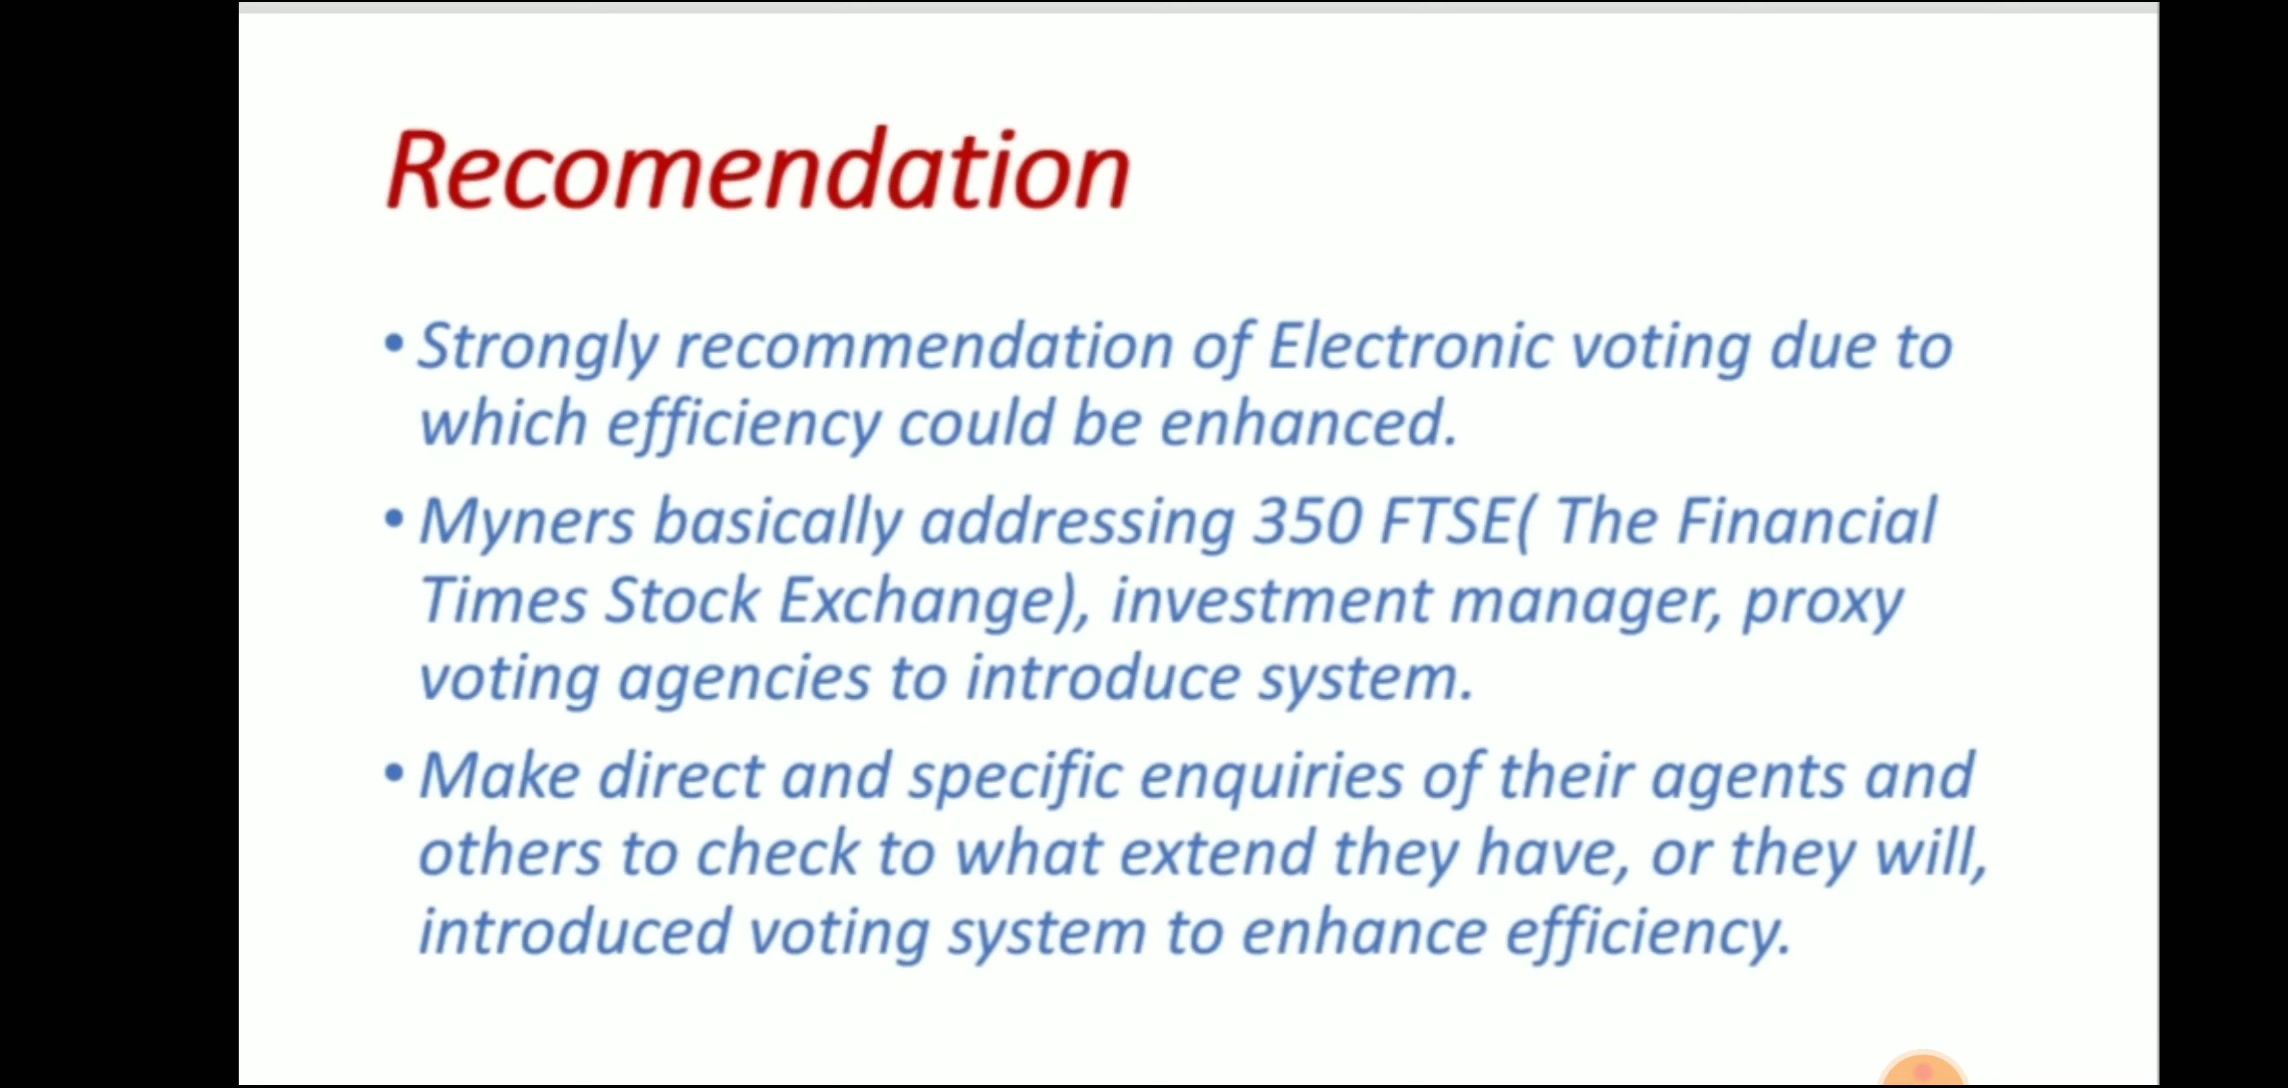 Recomendation
• Strongly recommendation of Electronic voting due to
which efficiency could be enhanced.
• Myners basically addressing 350 FTSE( The Financial
Times Stock Exchange), investment manager, proxy
voting agencies to introduce system.
• Make direct and specific enquiries of their agents and
others to check to what extend they have, or they will,
introduced voting system to enhance efficiency.